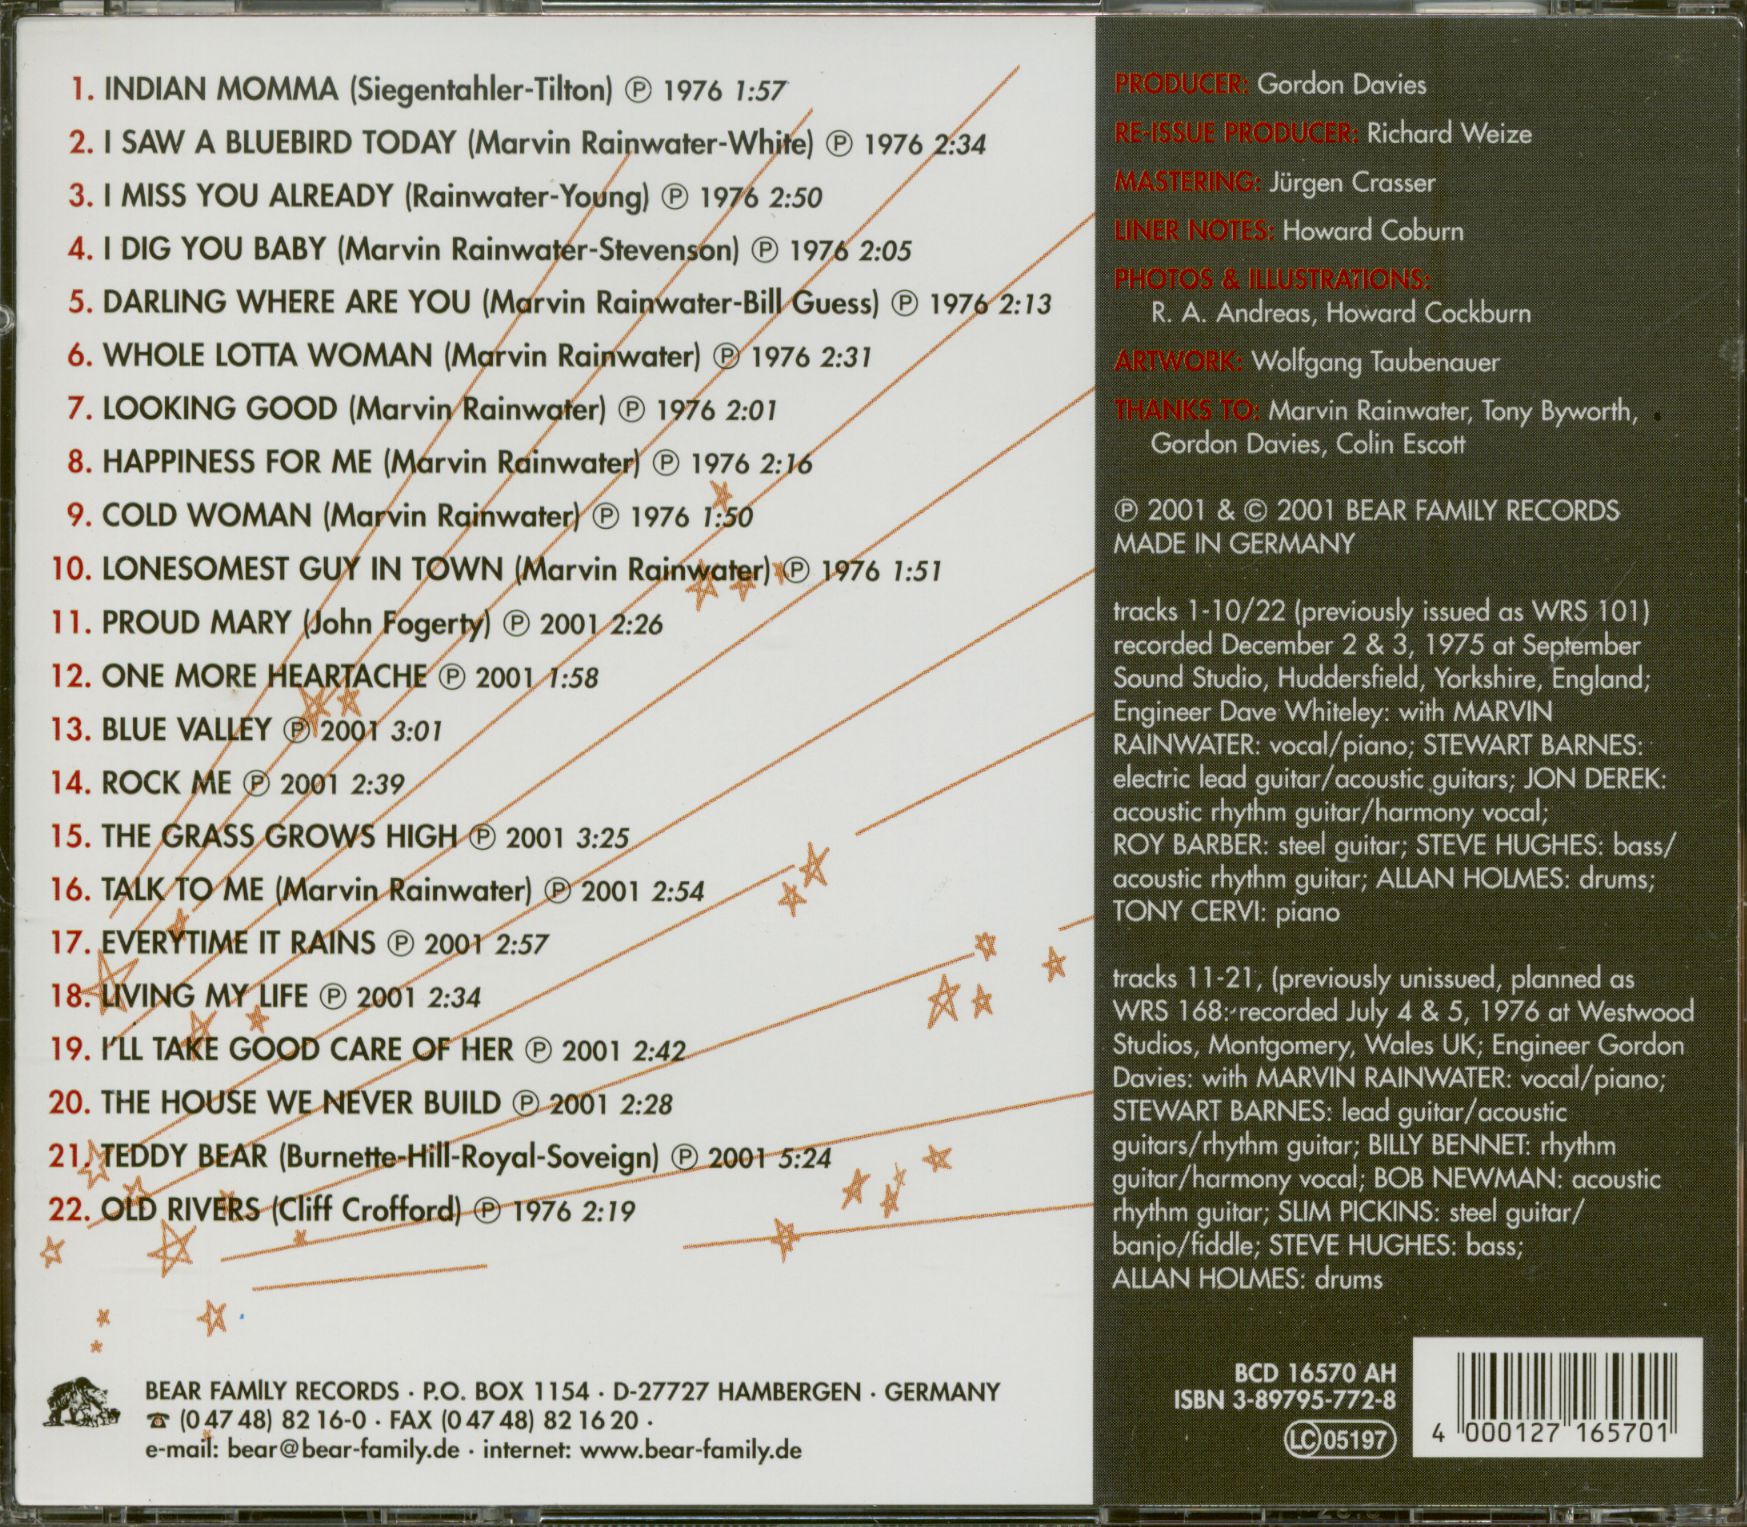 1. INDIAN MOMMA (Siegentahler-Tilton) Ⓟ 1976 1:57
2. I SAW A BLUEBIRD TODAY (Marvin Rainwater-White) Ⓟ 1976 2:34
3. I MISS YOU ALREADY (Rainwater-Young) Ⓟ 1976 2:50
4. I DIG YOU BABY (Marvin Rainwater-Stevenson) Ⓟ 1976 2:05
5. DARLING WHERE ARE YOU (Marvin Rainwater-Bill Guess) Ⓟ 1976 2:13
6. WHOLE LOTTA WOMAN (Marvin Rainwater) Ⓟ 1976 2:31
7. LOOKING GOOD (Marvin Rainwater) Ⓟ 1976 2:01
8. HAPPINESS FOR ME (Marvin Rainwater) Ⓟ 1976 2:16
9. COLD WOMAN (Marvin Rainwater) Ⓟ 1976 1:50
10. LONESOMEST GUY IN TOWN (Marvin Rainwater) Ⓟ 1976 1:51
11. PROUD MARY (John Fogerty) Ⓟ 2001 2:26
12. ONE MORE HEARTACHE Ⓟ 2001 1:58
13. BLUE VALLEY Ⓟ 2001 3:01
14. ROCK ME Ⓟ 2001 2:39
15. THE GRASS GROWS HIGH Ⓟ 2001 3:25
16. TALK TO ME (Marvin Rainwater) Ⓟ 2001 2:54
17. EVERYTIME IT RAINS Ⓟ 2001 2:57
18. LIVING MY LIFE Ⓟ 2001 2:34
19. I'LL TAKE GOOD CARE OF HER Ⓟ 2001 2:42
20. THE HOUSE WE NEVER BUILD Ⓟ 2001 2:28
21. TEDDY BEAR (Burnette-Hill-Royal-Soveign) Ⓟ 2001 5:24
22. OLD RIVERS (Cliff Crofford) Ⓟ 1976 2:19
BEAR FAMILY RECORDS · P.O. BOX 1154 · D-27727 HAMBERGEN · GERMANY
☎ (0 47 48) 82 16-0 · FAX (0 47 48) 82 16 20 ·
e-mail: bear@bear-family.de · internet: www.bear-family.de
PRODUCER: Gordon Davies
RE-ISSUE PRODUCER: Richard Weize
MASTERING: Jürgen Crasser
LINER NOTES: Howard Coburn
PHOTOS & ILLUSTRATIONS:
R. A. Andreas, Howard Cockburn
ARTWORK: Wolfgang Taubenauer
THANKS TO: Marvin Rainwater, Tony Byworth,
Gordon Davies, Colin Escott
Ⓟ 2001 & © 2001 BEAR FAMILY RECORDS
MADE IN GERMANY
tracks 1-10/22 (previously issued as WRS 101)
recorded December 2 & 3, 1975 at September
Sound Studio, Huddersfield, Yorkshire, England;
Engineer Dave Whiteley: with MARVIN
RAINWATER: vocal/piano; STEWART BARNES:
electric lead guitar/acoustic guitars; JON DEREK:
acoustic rhythm guitar/harmony vocal;
ROY BARBER: steel guitar; STEVE HUGHES: bass/
acoustic rhythm guitar; ALLAN HOLMES: drums;
TONY CERVI: piano
tracks 11-21, (previously unissued, planned as
WRS 168: recorded July 4 & 5, 1976 at Westwood
Studios, Montgomery, Wales UK; Engineer Gordon
Davies: with MARVIN RAINWATER: vocal/piano;
STEWART BARNES: lead guitar/acoustic
guitars/rhythm guitar; BILLY BENNET: rhythm
guitar/harmony vocal; BOB NEWMAN: acoustic
rhythm guitar; SLIM PICKINS: steel guitar/
banjo/fiddle; STEVE HUGHES: bass;
ALLAN HOLMES: drums
BCD 16570 AH
ISBN 3-89795-772-8
LC 05197
4 000127 165701